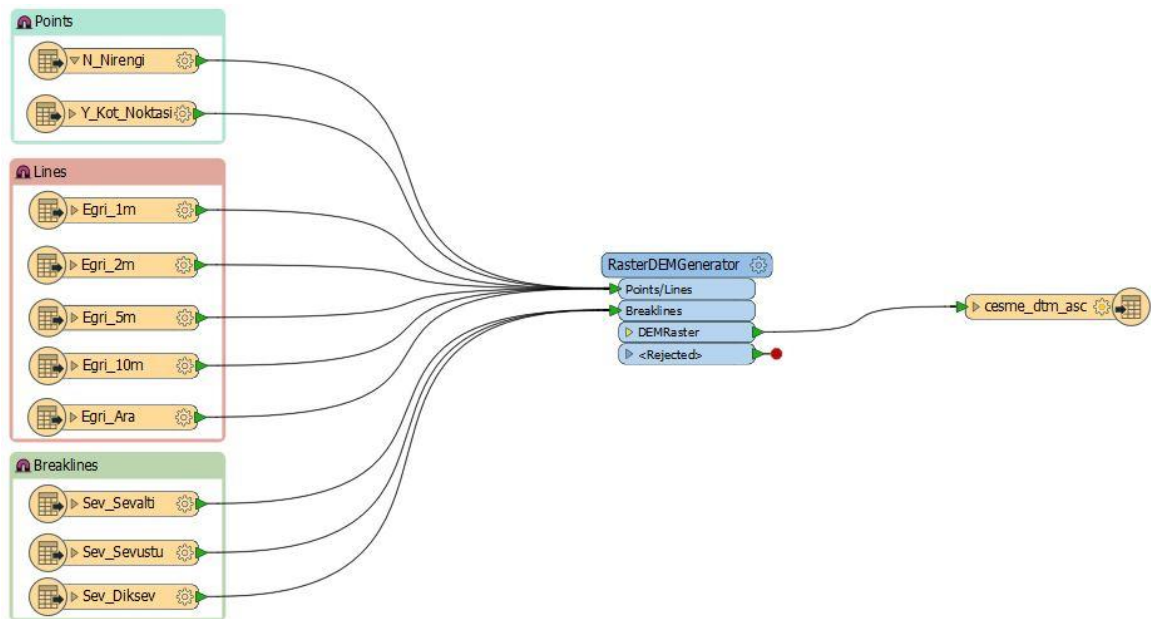 Points
N_Nirengi
Y_Kot_Noktasi
Lines
Egri_1m
Egri_2m
Egri_5m
Egri_10m
Egri_Ara
Breaklines
Sev_Sevalti
Sev_Sevustu
Sev_Diksev
RasterDEMGenerator
Points/Lines
Breaklines
DEMRaster
<Rejected>
cesme_dtm_asc